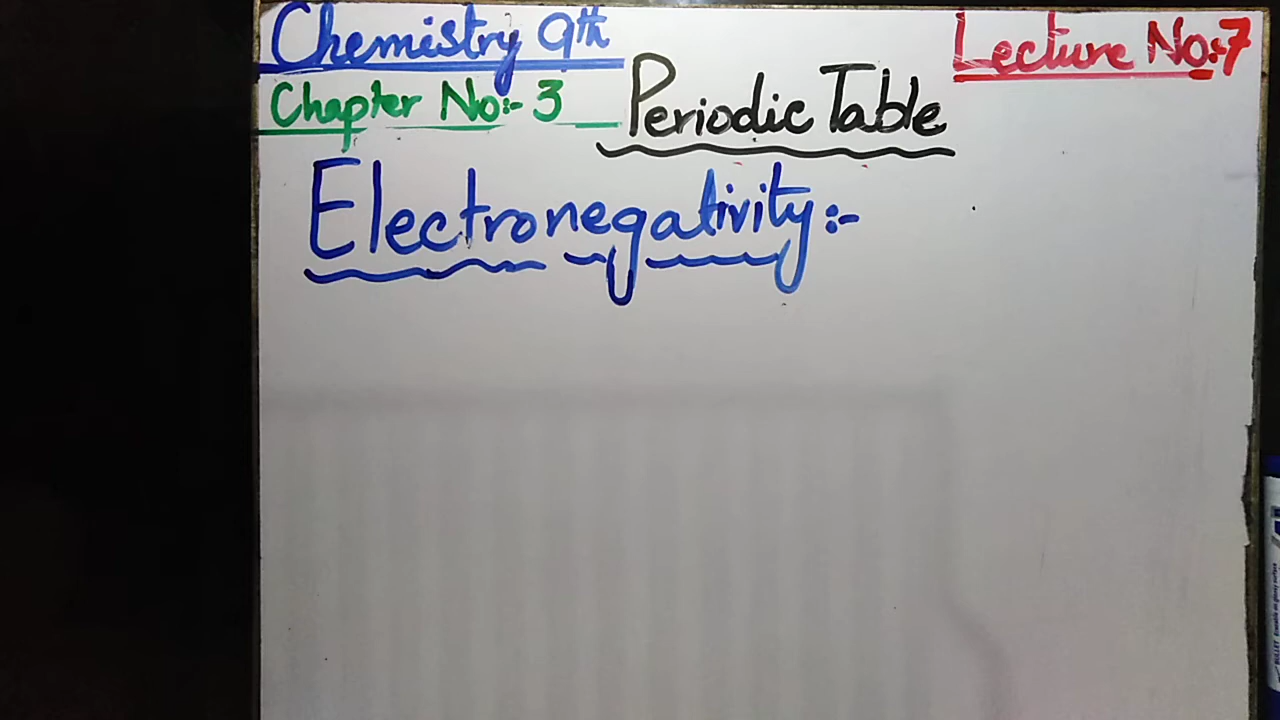 Chemistry 9th
Lecture No:-7
Chapter No:- 3
Periodic Table
Electronegativity:-